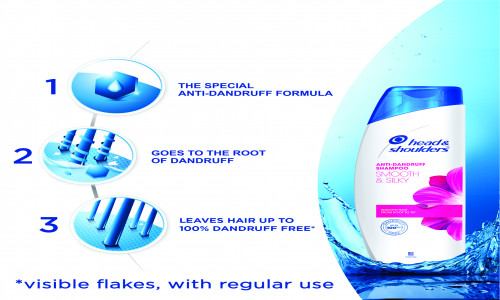 1
THE SPECIAL
ANTI-DANDRUFF FORMULA
2
GOES TO THE ROOT
OF DANDRUFF
3
LEAVES HAIR UP TO
100% DANDRUFF FREE*
*visible flakes, with regular use
head &
shoulders
ANTI-DANDRUFF
SHAMPOO
SMOOTH
& SILKY